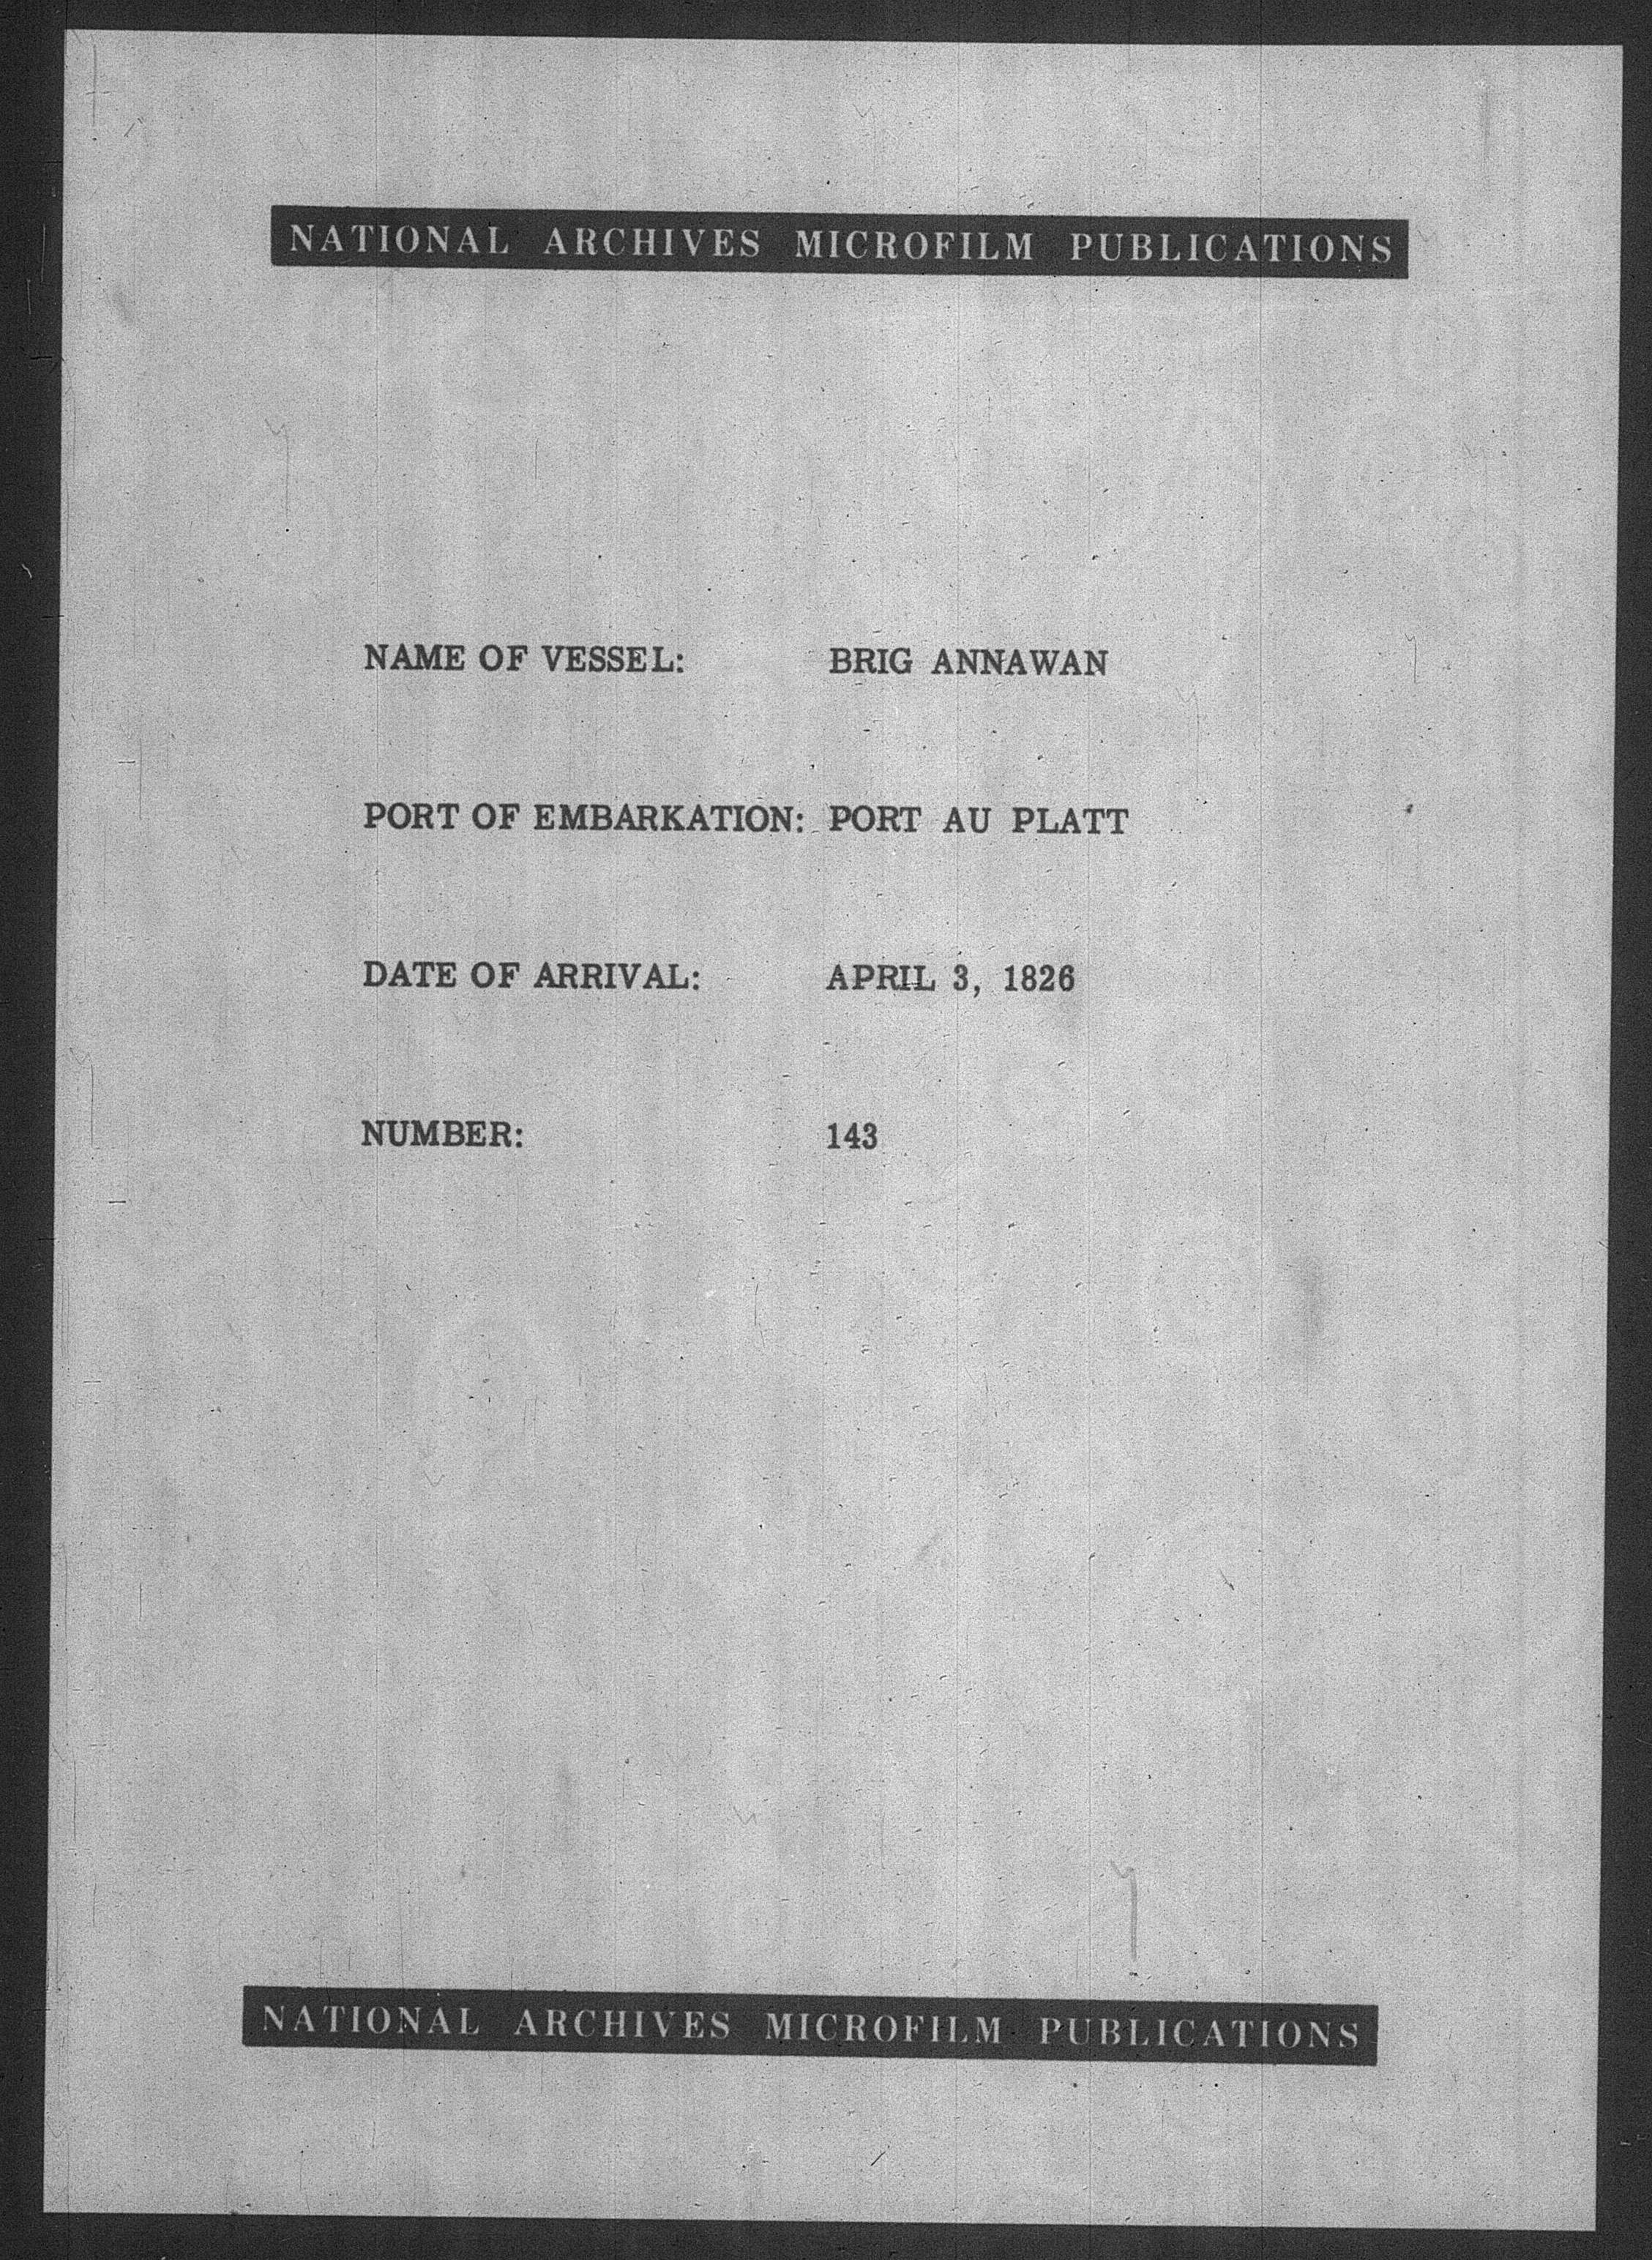 NATIONAL ARCHIVES MICROFILM PUBLICATIONS
NAME OF VESSEL: BRIG ANNAWAN
PORT OF EMBARKATION: PORT AU PLATT
DATE OF ARRIVAL: APRIL 3, 1826
NUMBER: 143
NATIONAL ARCHIVES MICROFILM PUBLICATIONS